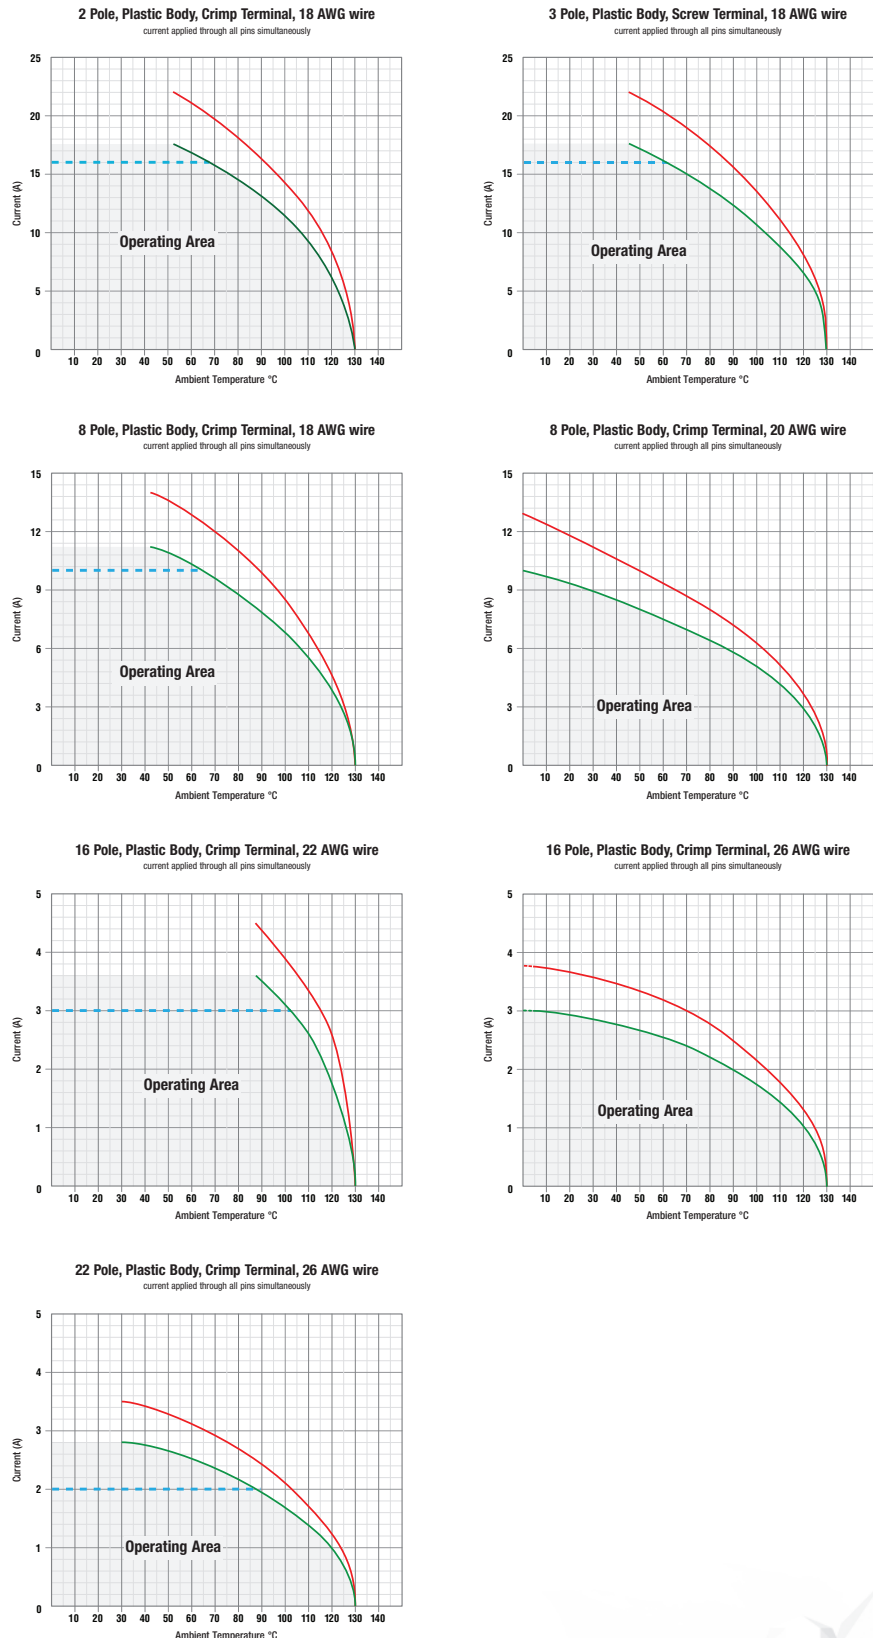 2 Pole, Plastic Body, Crimp Terminal, 18 AWG wire
current applied through all pins simultaneously
25
20
15
10
5
0
Current (A)
Operating Area
10 20 30 40 50 60 70 80 90 100 110 120 130 140
Ambient Temperature °C
3 Pole, Plastic Body, Screw Terminal, 18 AWG wire
current applied through all pins simultaneously
25
20
15
10
5
0
Current (A)
Operating Area
10 20 30 40 50 60 70 80 90 100 110 120 130 140
Ambient Temperature °C
8 Pole, Plastic Body, Crimp Terminal, 18 AWG wire
current applied through all pins simultaneously
15
12
9
6
3
0
Current (A)
Operating Area
10 20 30 40 50 60 70 80 90 100 110 120 130 140
Ambient Temperature °C
8 Pole, Plastic Body, Crimp Terminal, 20 AWG wire
current applied through all pins simultaneously
15
12
9
6
3
0
Current (A)
Operating Area
10 20 30 40 50 60 70 80 90 100 110 120 130 140
Ambient Temperature °C
16 Pole, Plastic Body, Crimp Terminal, 22 AWG wire
current applied through all pins simultaneously
5
4
3
2
1
0
Current (A)
Operating Area
10 20 30 40 50 60 70 80 90 100 110 120 130 140
Ambient Temperature °C
16 Pole, Plastic Body, Crimp Terminal, 26 AWG wire
current applied through all pins simultaneously
5
4
3
2
1
0
Current (A)
Operating Area
10 20 30 40 50 60 70 80 90 100 110 120 130 140
Ambient Temperature °C
22 Pole, Plastic Body, Crimp Terminal, 26 AWG wire
current applied through all pins simultaneously
5
4
3
2
1
0
Current (A)
Operating Area
10 20 30 40 50 60 70 80 90 100 110 120 130 140
Ambient Temperature °C